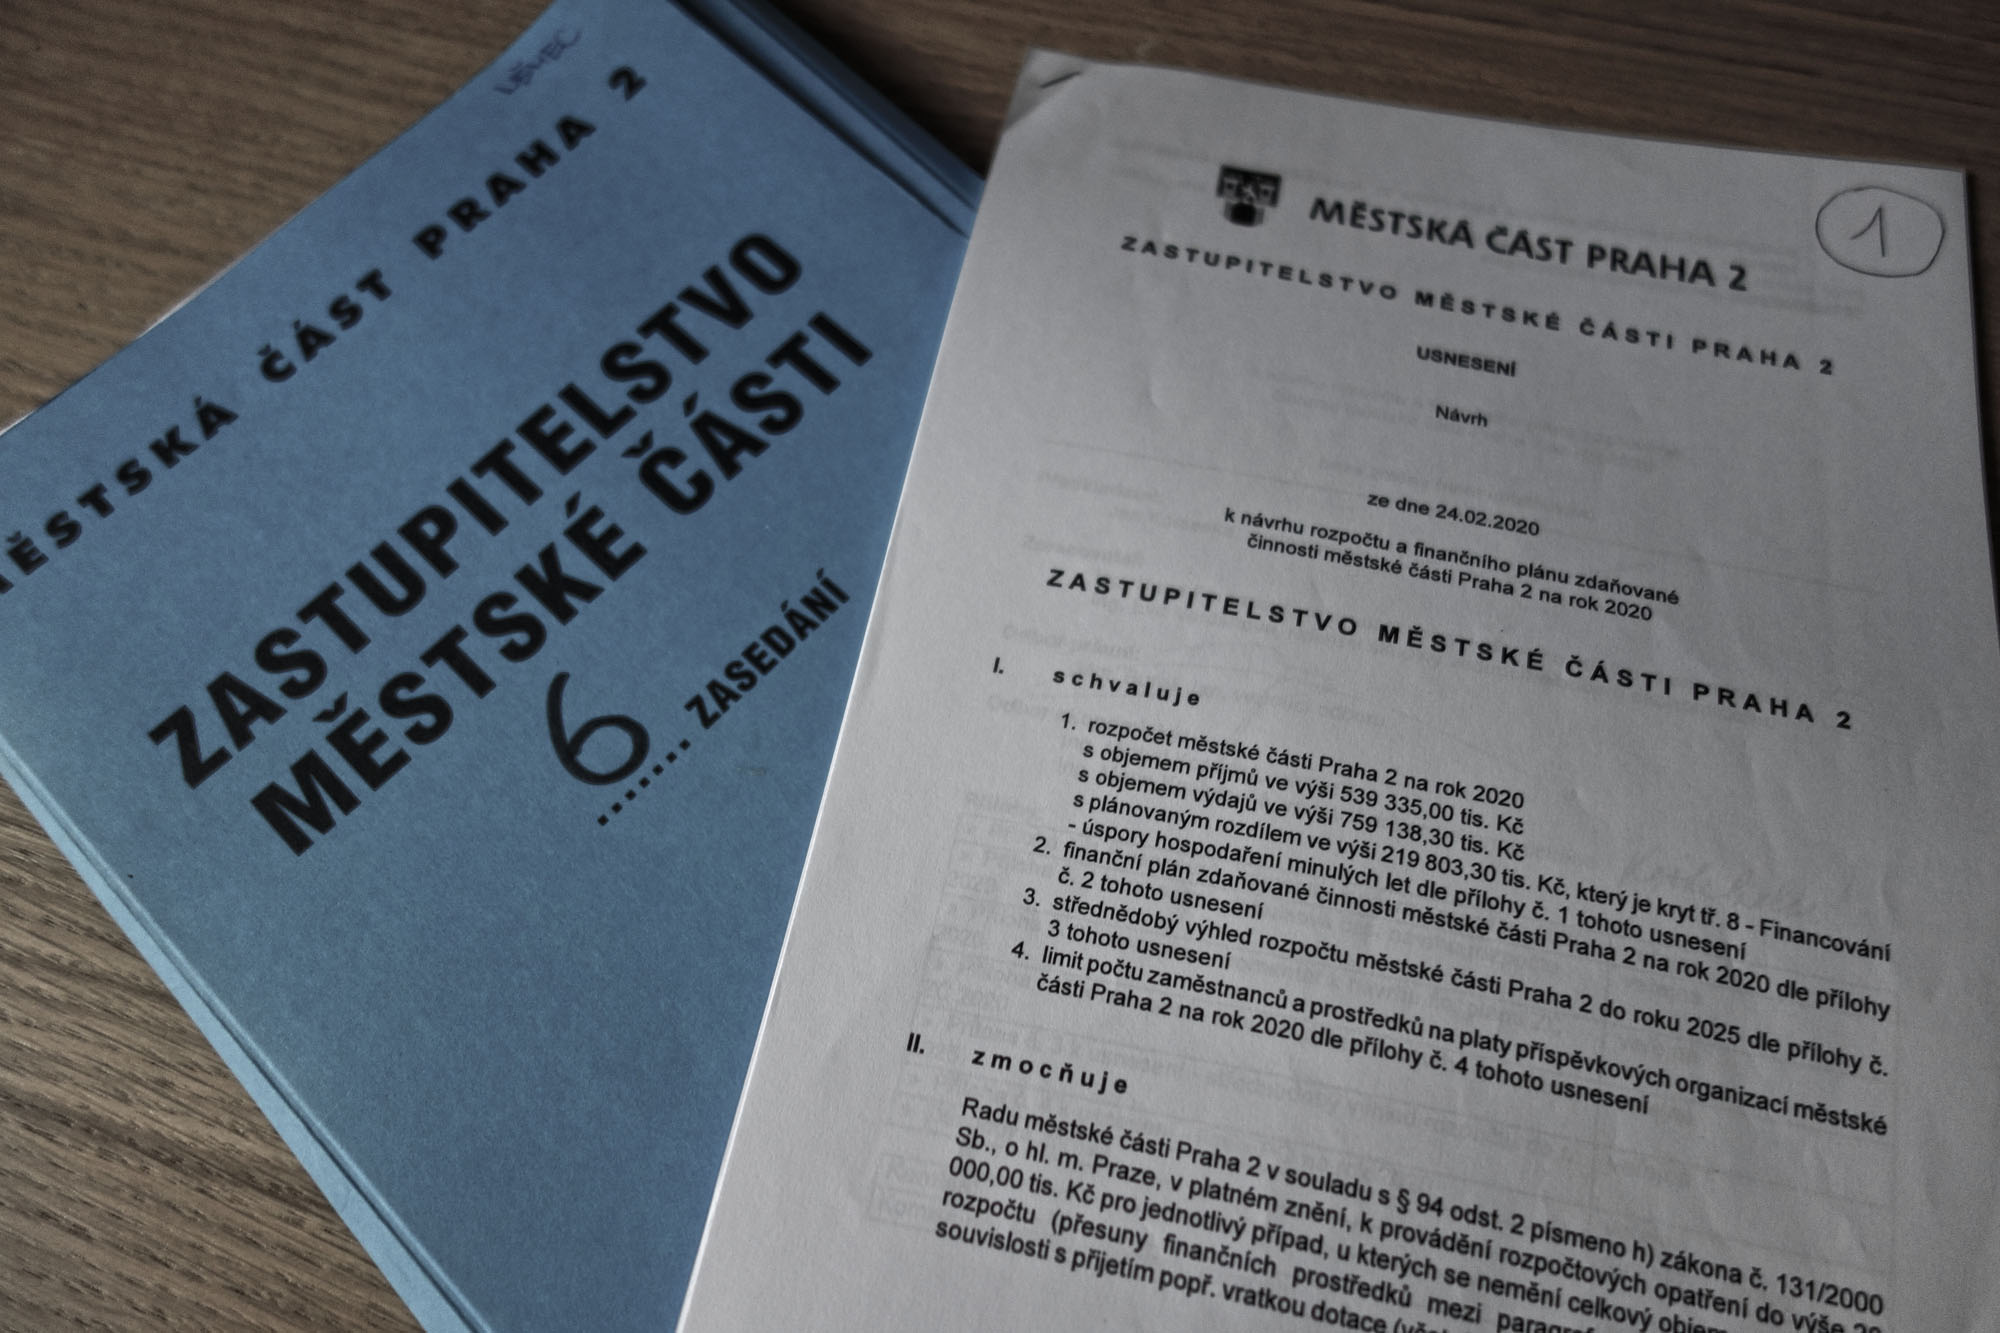 NĚMEC
MĚSTSKÁ ČÁST PRAHA 2
ZASTUPITELSTVO
MĚSTSKÉ ČÁSTI
6 ....... ZASEDÁNÍ
1
MĚSTSKÁ ČÁST PRAHA 2
ZASTUPITELSTVO MĚSTSKÉ ČÁSTI PRAHA 2
USNESENÍ
Návrh
ze dne 24.02.2020
k návrhu rozpočtu a finančního plánu zdaňované
činnosti městské části Praha 2 na rok 2020
ZASTUPITELSTVO MĚSTSKÉ ČÁSTI PRAHA 2
I. schvaluje
1. rozpočet městské části Praha 2 na rok 2020
s objemem příjmů ve výši 539 335,00 tis. Kč
s objemem výdajů ve výši 759 138,30 tis. Kč
s plánovaným rozdílem ve výši 219 803,30 tis. Kč, který je kryt tř. 8 - Financování
- úspory hospodaření minulých let dle přílohy č. 1 tohoto usnesení
2. finanční plán zdaňované činnosti městské části Praha 2 na rok 2020 dle přílohy
č. 2 tohoto usnesení
3. střednědobý výhled rozpočtu městské části Praha 2 do roku 2025 dle přílohy č.
3 tohoto usnesení
4. limit počtu zaměstnanců a prostředků na platy příspěvkových organizací městské
části Praha 2 na rok 2020 dle přílohy č. 4 tohoto usnesení
II. zmocňuje
Radu městské části Praha 2 v souladu s § 94 odst. 2 písmeno h) zákona č. 131/2000
Sb., o hl. m. Praze, v platném znění, k provádění rozpočtových opatření do výše
000,00 tis. Kč pro jednotlivý případ, u kterých se nemění celkový
rozpočtu (přesuny finančních prostředků mezi
souvislosti s přijetím popř. vratkou dotace